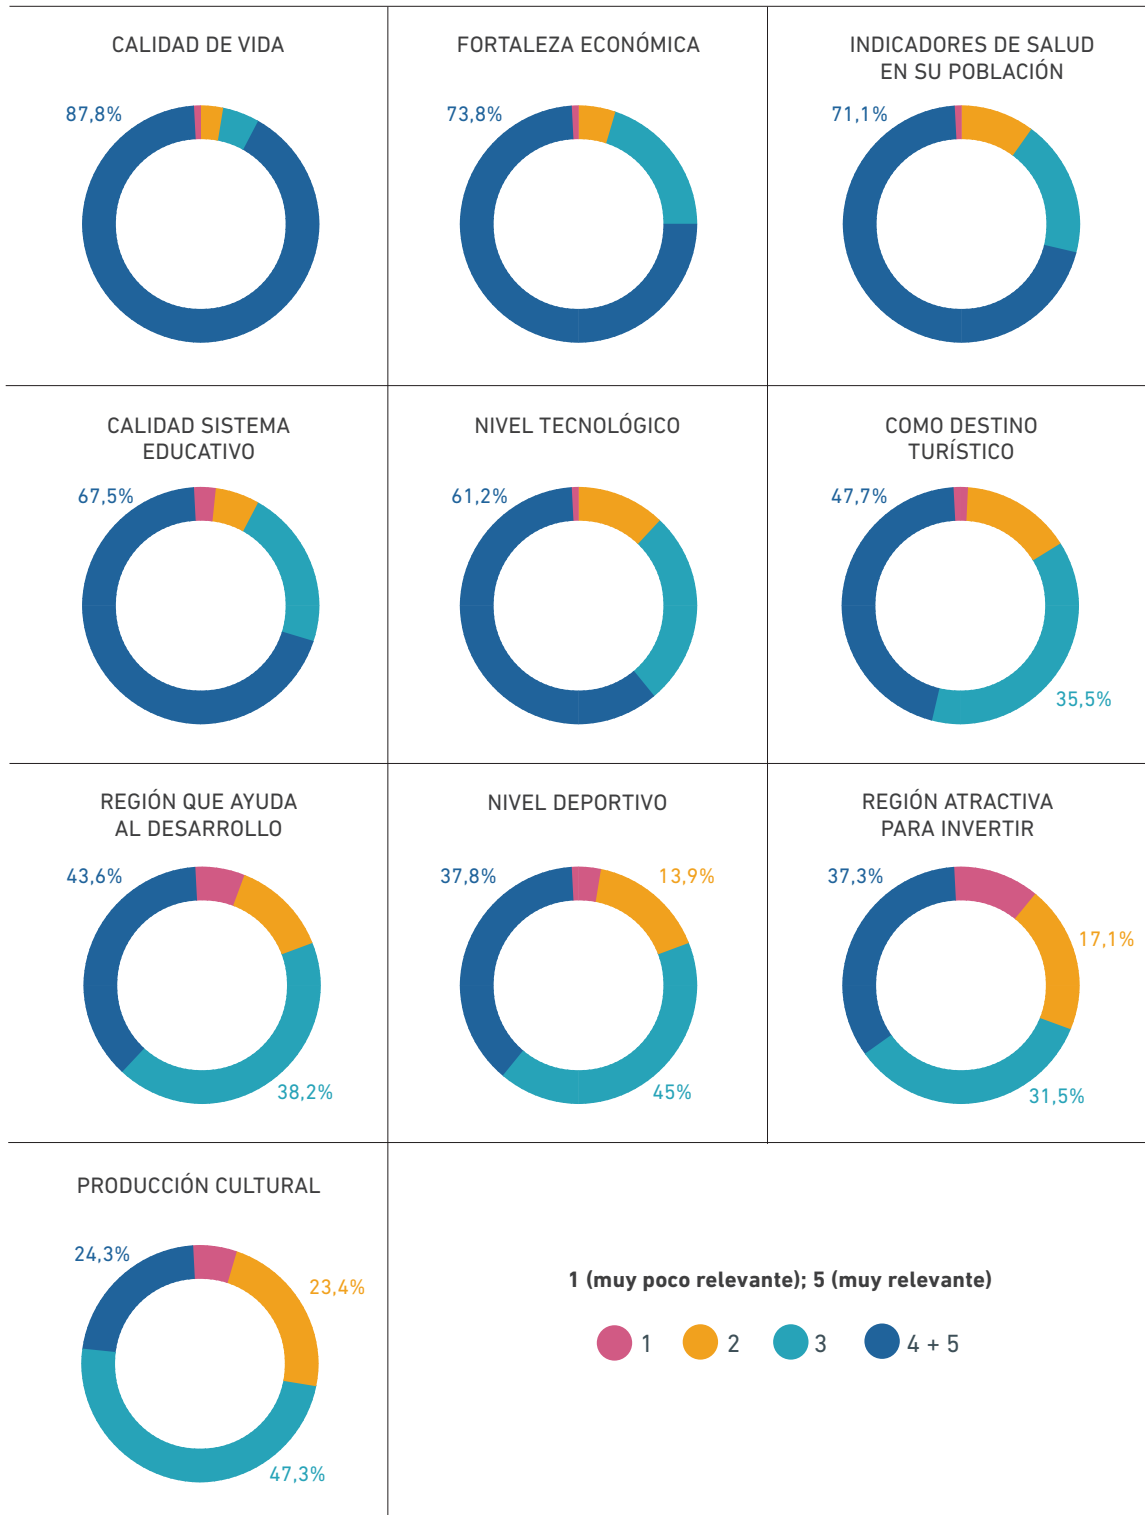 CALIDAD DE VIDA
87,8%
FORTALEZA ECONÓMICA
73,8%
INDICADORES DE SALUD
EN SU POBLACIÓN
71,1%
CALIDAD SISTEMA
EDUCATIVO
67,5%
NIVEL TECNOLÓGICO
61,2%
COMO DESTINO
TURÍSTICO
47,7%
35,5%
REGIÓN QUE AYUDA
AL DESARROLLO
43,6%
38,2%
NIVEL DEPORTIVO
37,8%
13,9%
45%
REGIÓN ATRACTIVA
PARA INVERTIR
37,3%
17,1%
31,5%
PRODUCCIÓN CULTURAL
24,3%
23,4%
47,3%
1 (muy poco relevante); 5 (muy relevante)
1 2 3 4 + 5